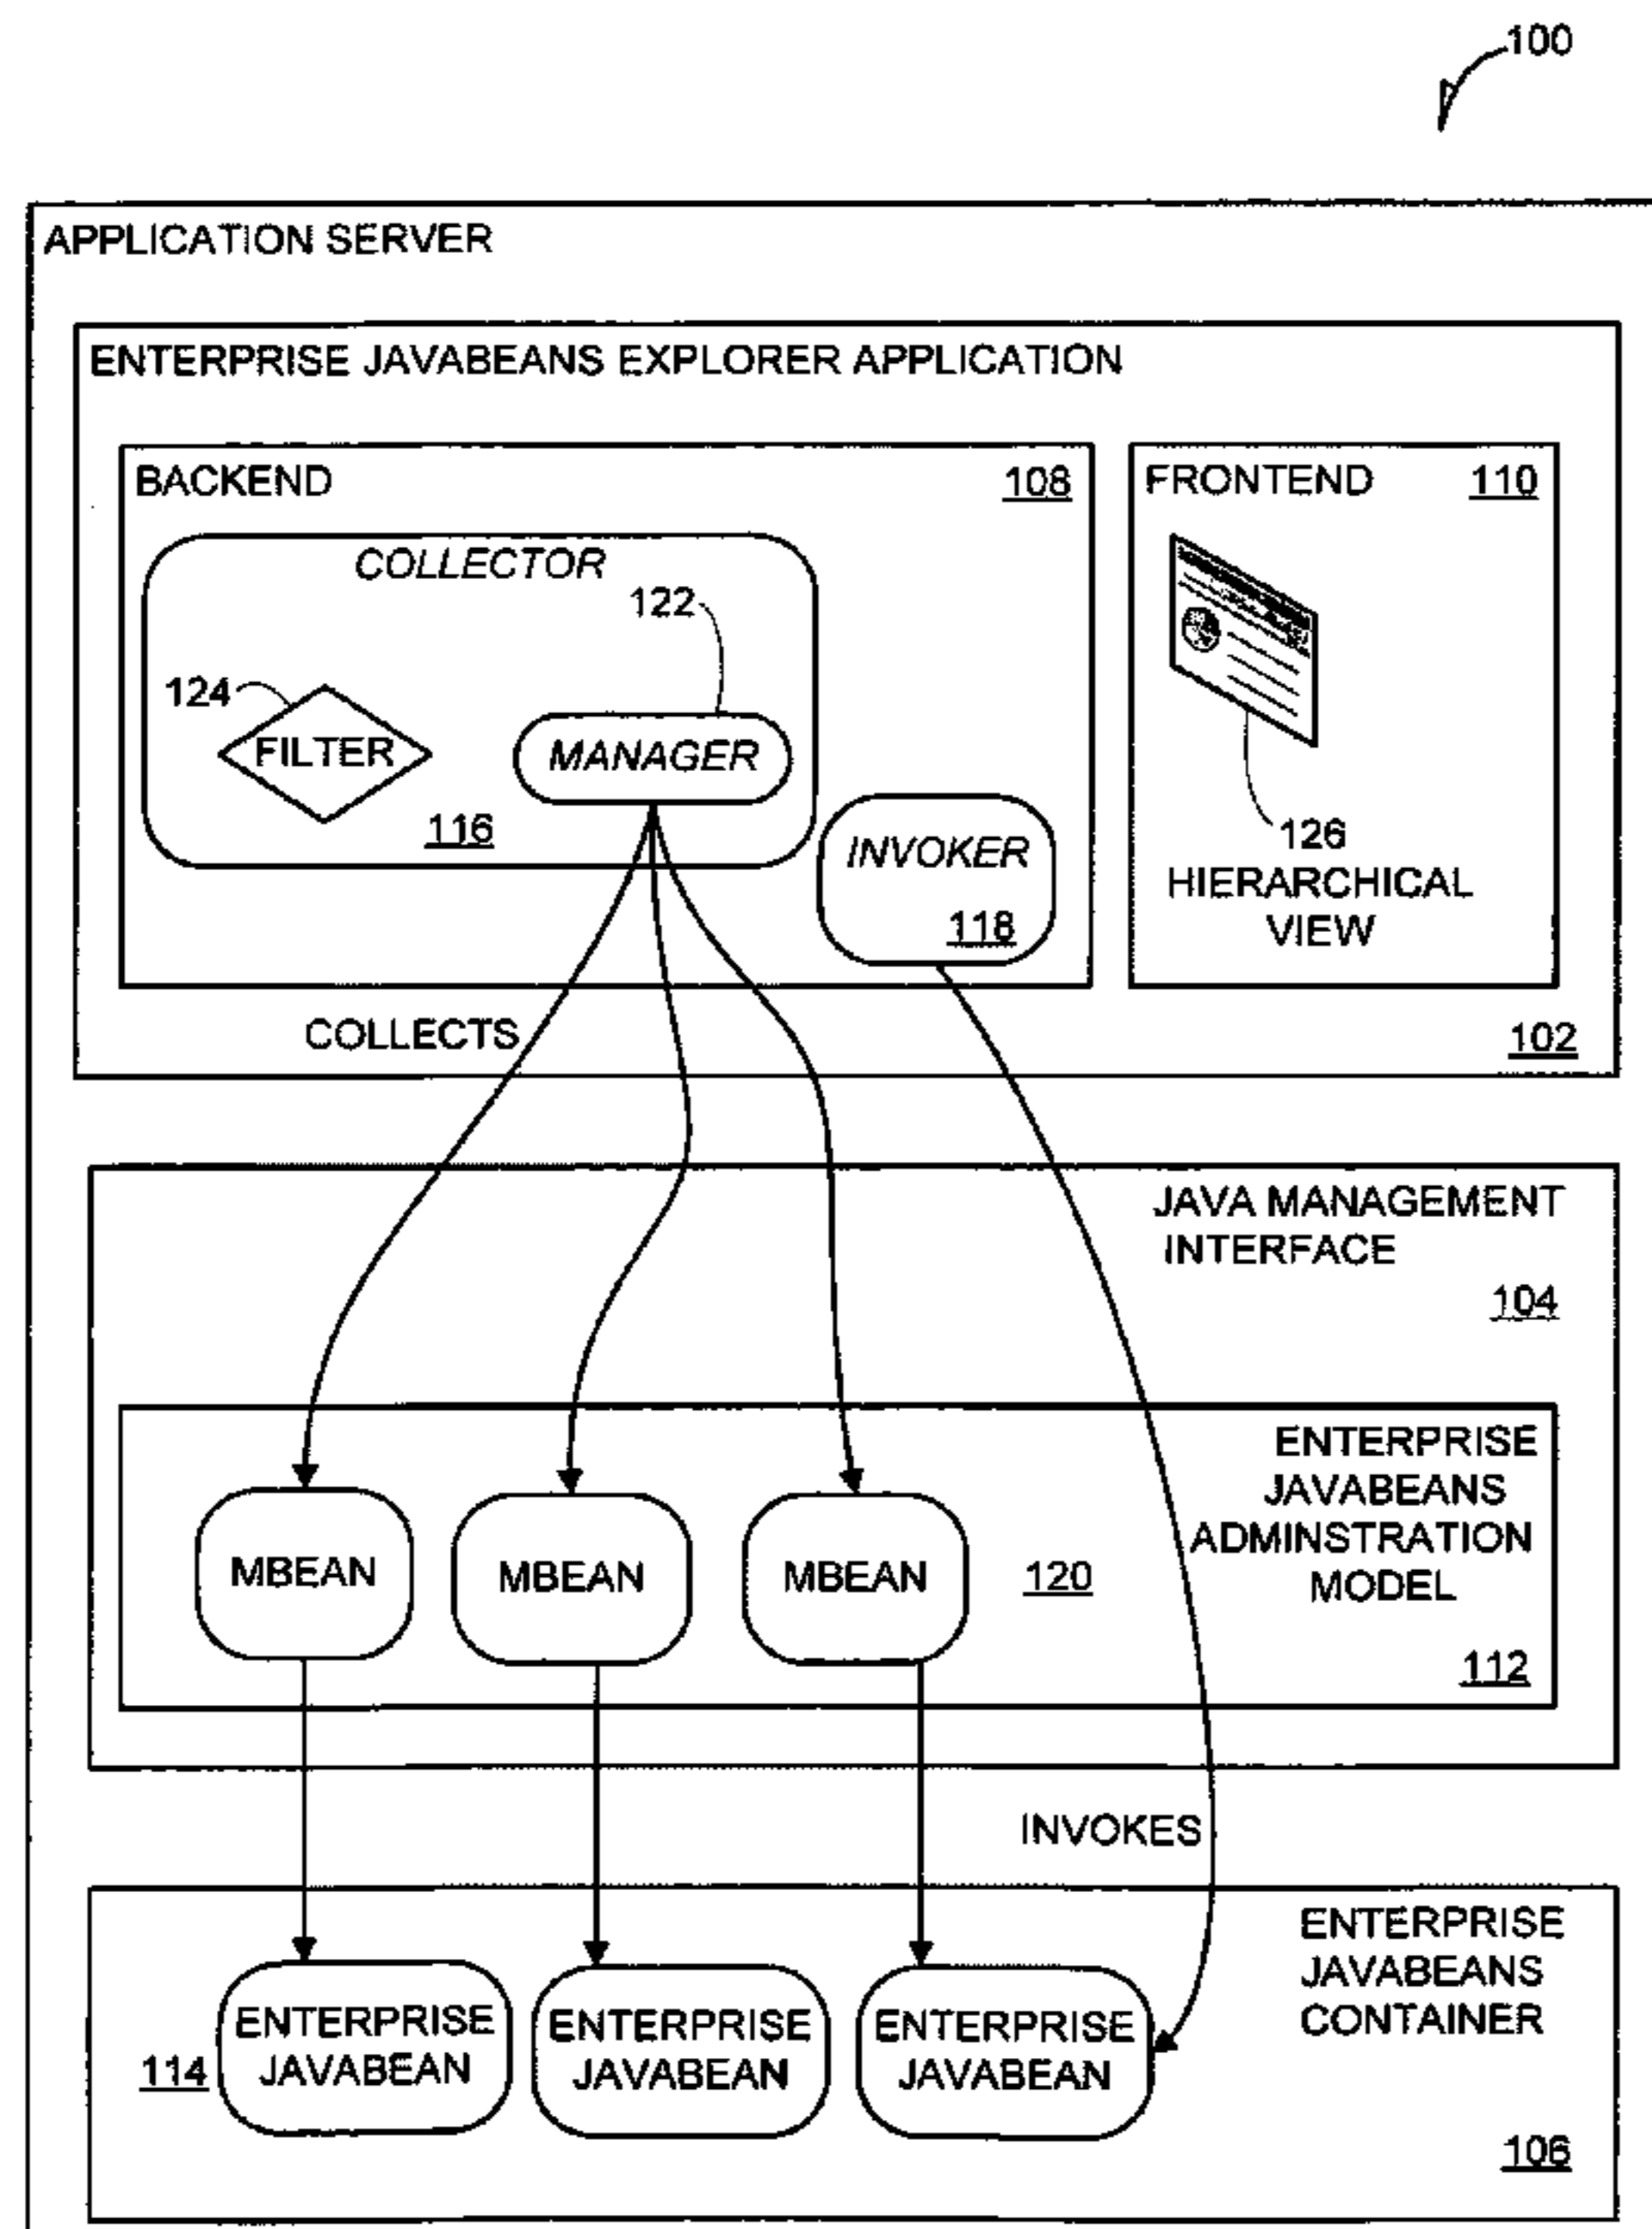 100
APPLICATION SERVER
ENTERPRISE JAVABEANS EXPLORER APPLICATION
BACKEND
108
COLLECTOR
122
124
FILTER
MANAGER
116
INVOKER
118
FRONTEND
110
126
HIERARCHICAL
VIEW
COLLECTS
102
JAVA MANAGEMENT
INTERFACE
104
ENTERPRISE
JAVABEANS
ADMINSTRATION
MODEL
MBEAN
MBEAN
MBEAN
120
112
INVOKES
ENTERPRISE
JAVABEANS
CONTAINER
114
ENTERPRISE
JAVABEAN
ENTERPRISE
JAVABEAN
ENTERPRISE
JAVABEAN
106